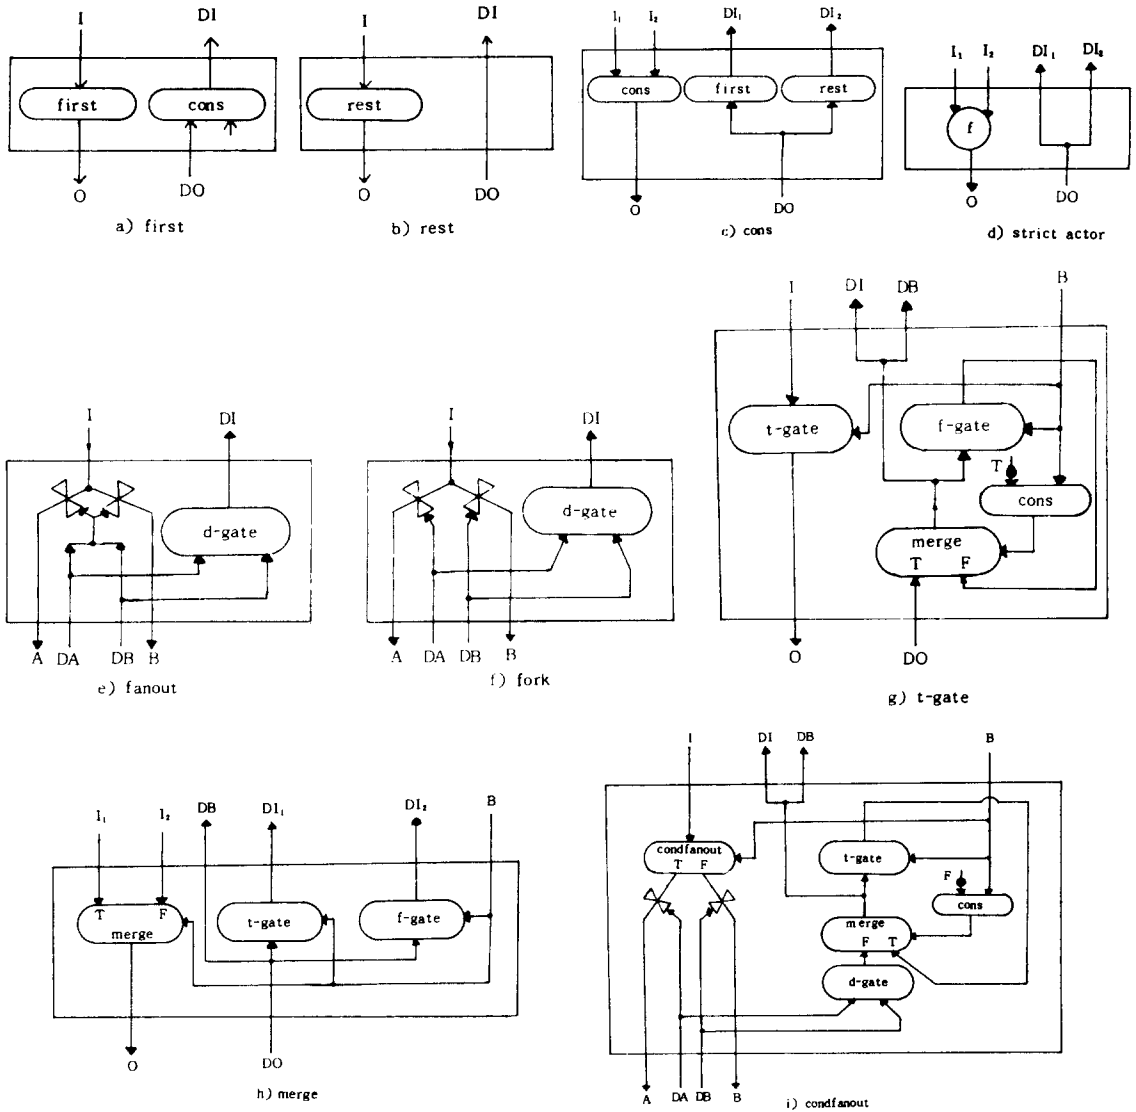 I DI
first cons
O DO
a) first
I DI
rest
O DO
b) rest
I₁ I₂ DI₁ DI₂
cons first rest
O DO
c) cons
I₁ I₂ DI₁ DI₂
f
O DO
d) strict actor
I DI
d-gate
A DA DB B
e) fanout
I DI
d-gate
A DA DB B
f) fork
I DI DB B
t-gate f-gate
T
cons
merge
T F
O DO
g) t-gate
I₁ I₂ DB DI₁ DI₂ B
T F
merge
t-gate f-gate
O DO
h) merge
I DI DB B
condfanout
T F
t-gate
F
cons
merge
F T
d-gate
A DA DB B
i) condfanout